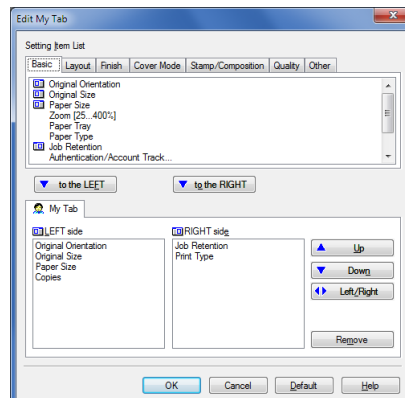 Edit My Tab
Setting Item List
Basic Layout Finish Cover Mode Stamp/Composition Quality Other
Original Orientation
Original Size
Paper Size
Zoom [25...400%]
Paper Tray
Paper Type
Job Retention
Authentication/Account Track...
to the LEFT to the RIGHT
My Tab
LEFT side RIGHT side
Original Orientation Job Retention
Original Size Print Type
Paper Size
Copies
Up
Down
Left/Right
Remove
OK Cancel Default Help